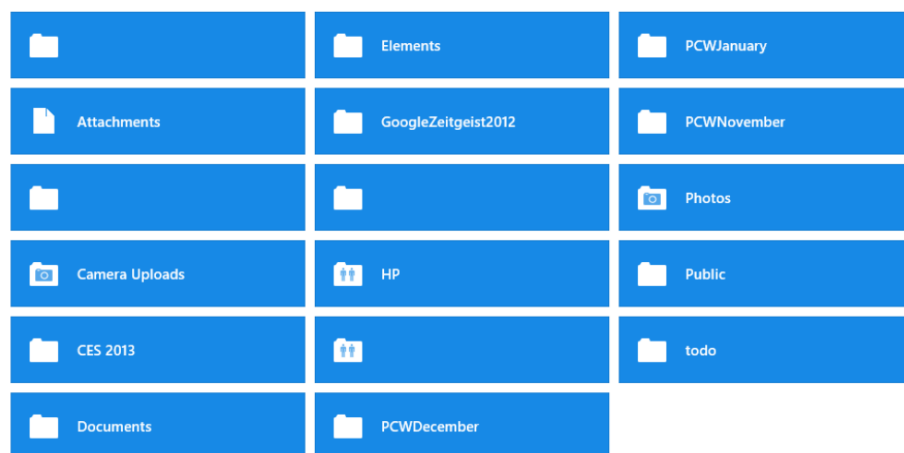 Elements
PCWJanuary
Attachments
GoogleZeitgeist2012
PCWNovember
Photos
Camera Uploads
HP
Public
CES 2013
todo
Documents
PCWDecember